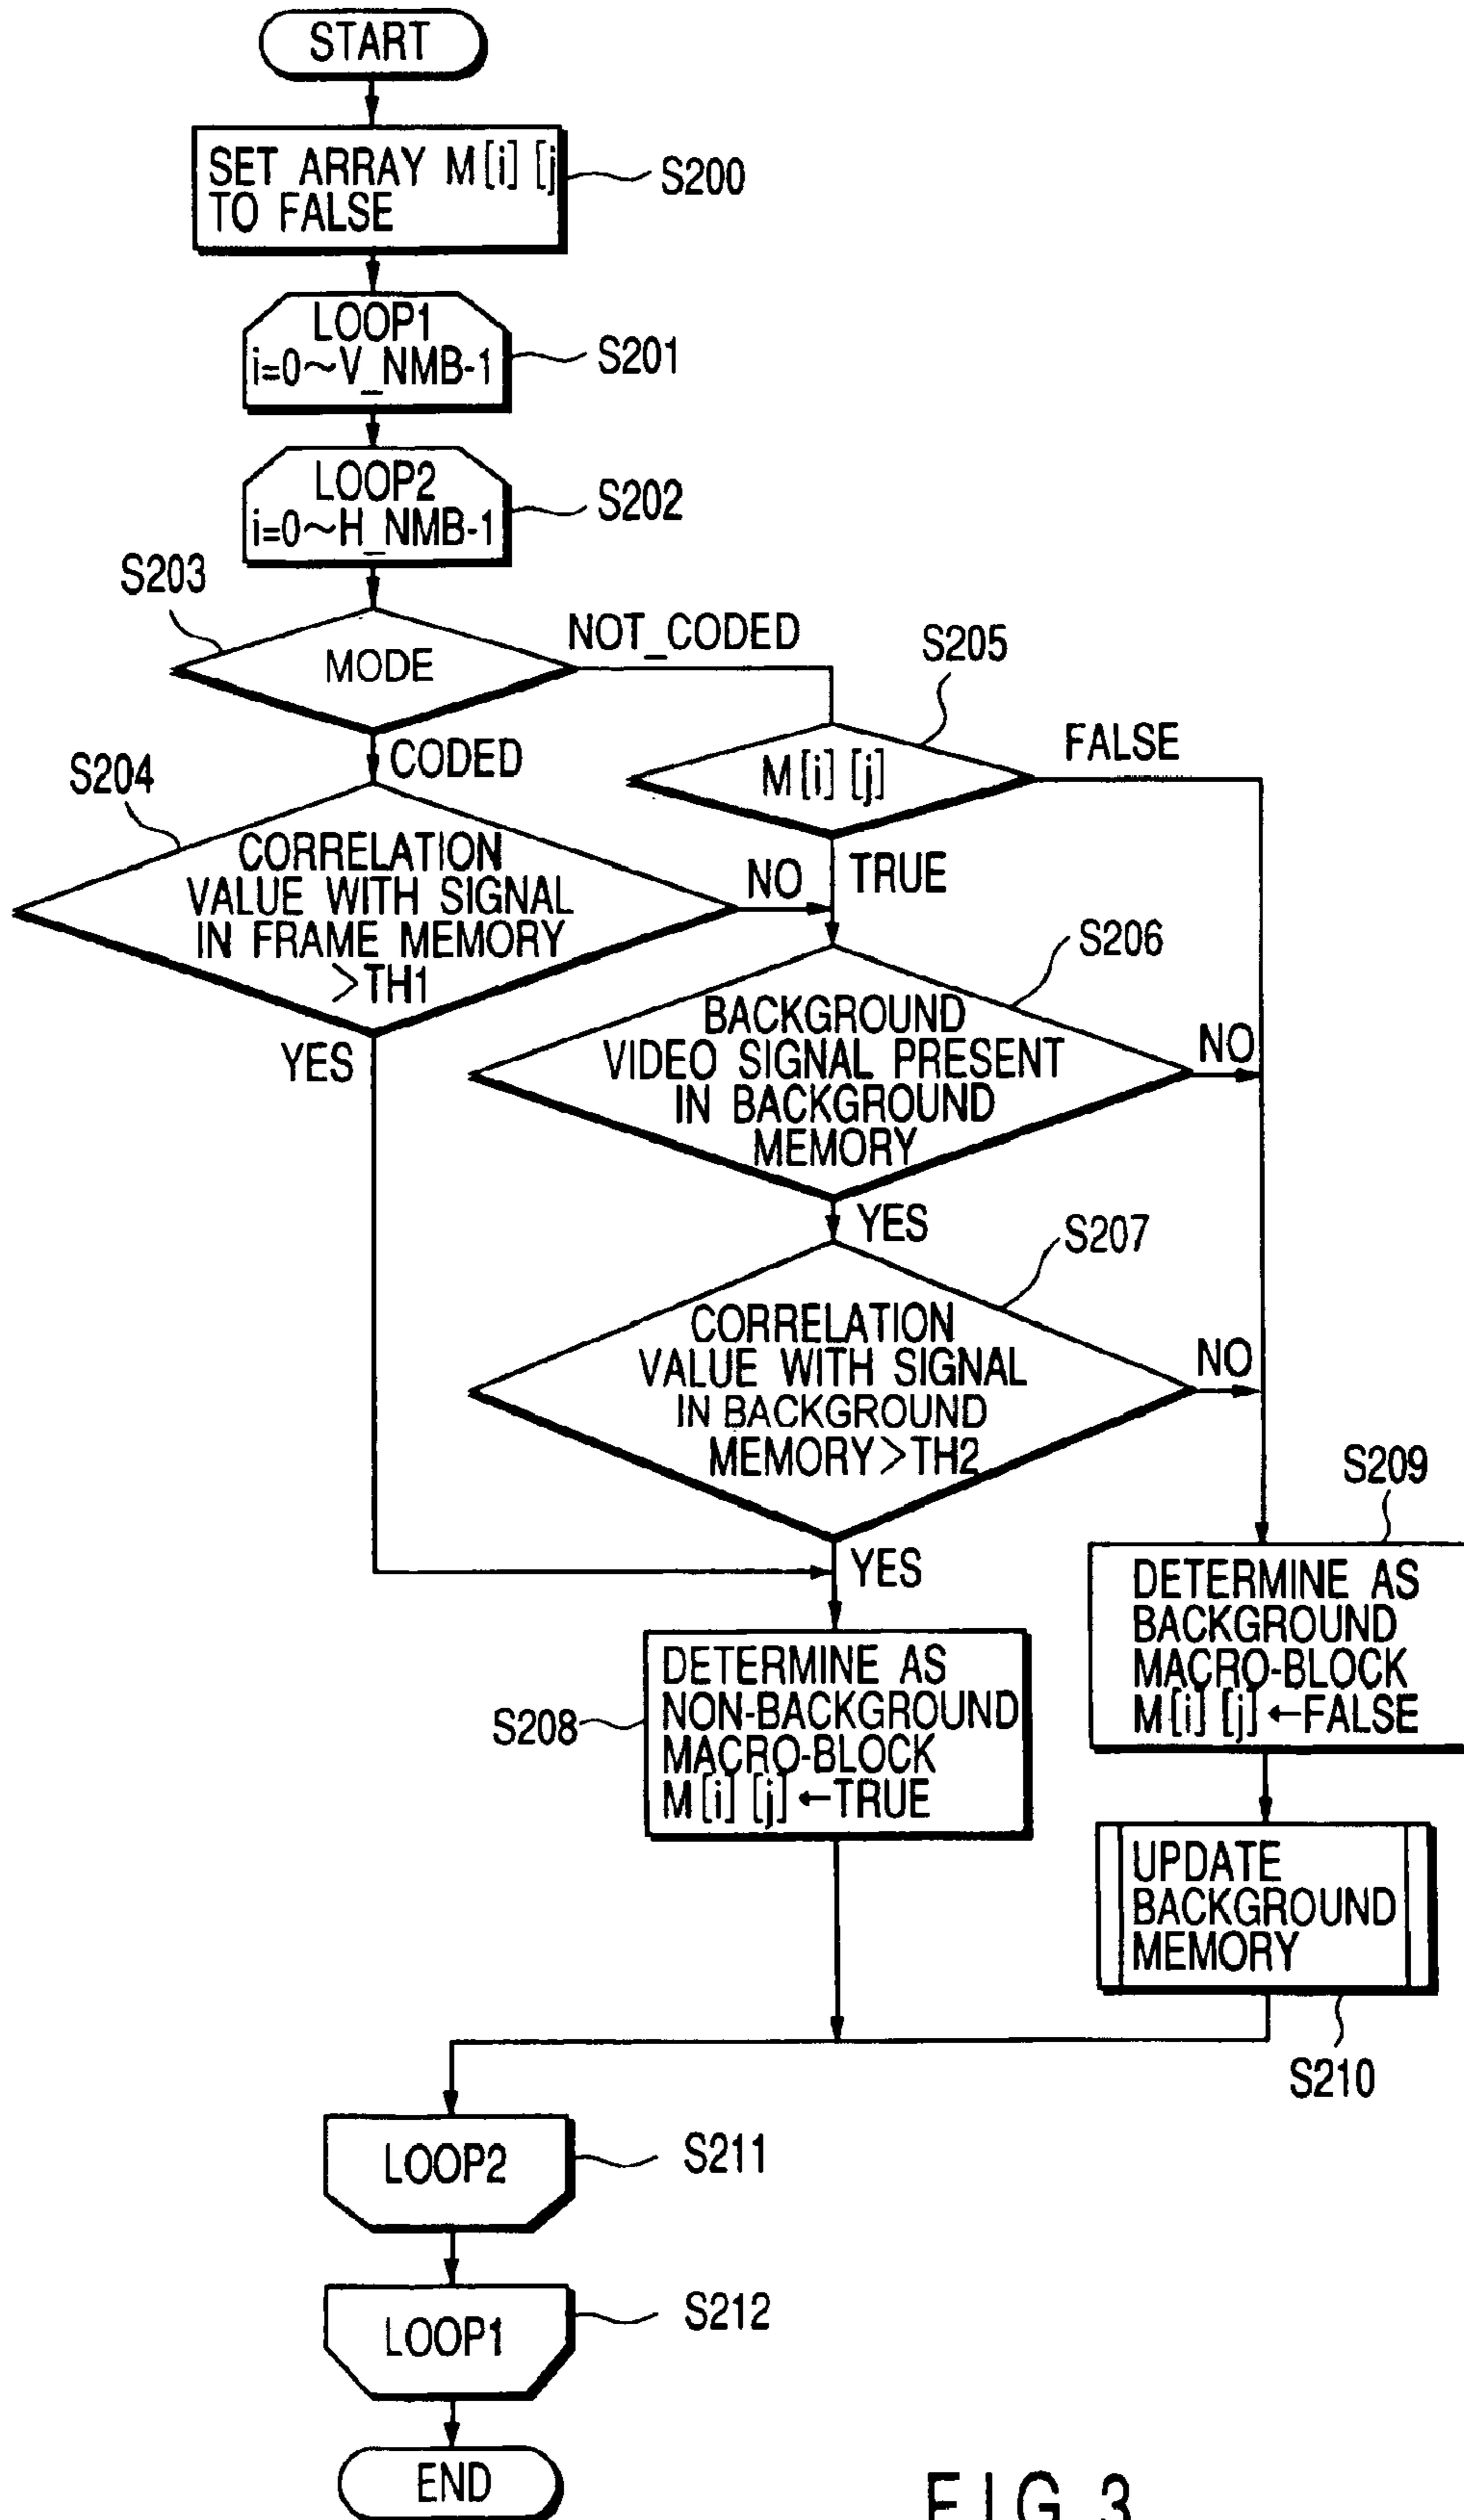 START
SET ARRAY M[i] [j
TO FALSE
S200
LOOP1
i=0~V_NMB-1
S201
LOOP2
i=0~H_NMB-1
S202
S203
MODE
NOT_CODED
CODED
S205
M[i] [j]
FALSE
TRUE
S204
CORRELATION
VALUE WITH SIGNAL
IN FRAME MEMORY
>TH1
NO
YES
S206
BACKGROUND
VIDEO SIGNAL PRESENT
IN BACKGROUND
MEMORY
NO
YES
S207
CORRELATION
VALUE WITH SIGNAL
IN BACKGROUND
MEMORY>TH2
NO
YES
S209
DETERMINE AS
BACKGROUND
MACRO-BLOCK
M[i] [j]←FALSE
S208
DETERMINE AS
NON-BACKGROUND
MACRO-BLOCK
M[i] [j]←TRUE
UPDATE
BACKGROUND
MEMORY
S210
LOOP2
S211
LOOP1
S212
END
FIG. 3